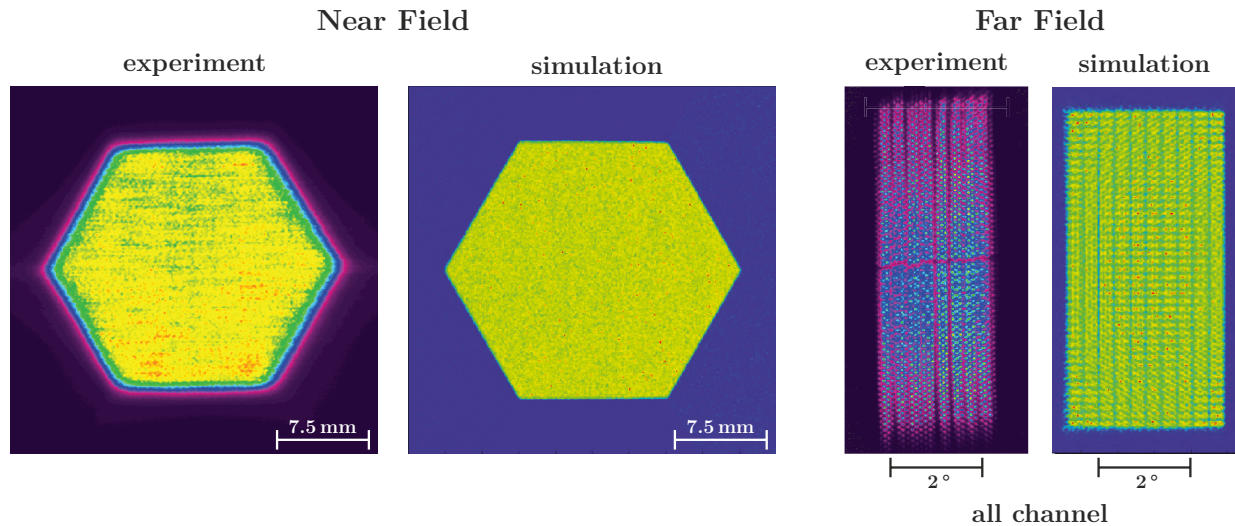 Near Field
Far Field
experiment
simulation
experiment
simulation
7.5 mm
7.5 mm
2 °
2 °
all channel